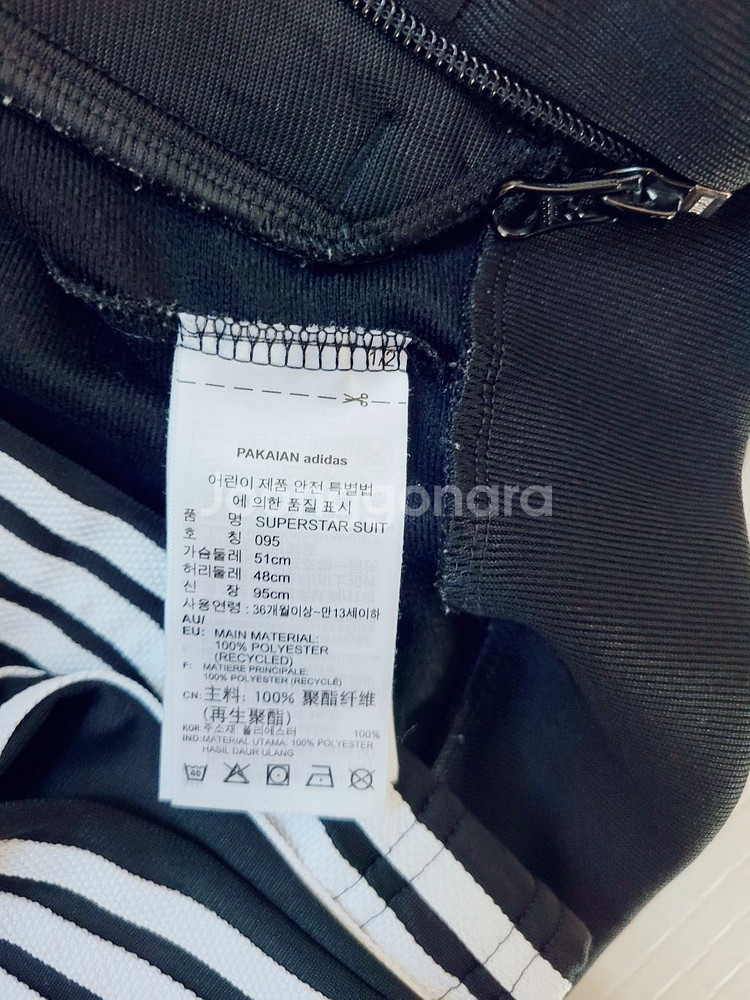 1/2
PAKAIAN adidas
어린이 제품 안전 특별법
에 의한 품질 표시
품 명 SUPERSTAR SUIT
호 칭 095
가슴둘레 51cm
허리둘레 48cm
신 장 95cm
사용연령 : 36개월이상~만13세이하
AU/
EU: MAIN MATERIAL:
100% POLYESTER
(RECYCLED)
F: MATIERE PRINCIPALE:
100% POLYESTER (RECYCLÉ)
CN: 主料: 100% 聚酯纤维
(再生聚酯)
KOR: 주소재 폴리에스터 100%
IND: MATERIAL UTAMA: 100% POLYESTER
HASIL DAUR ULANG
40